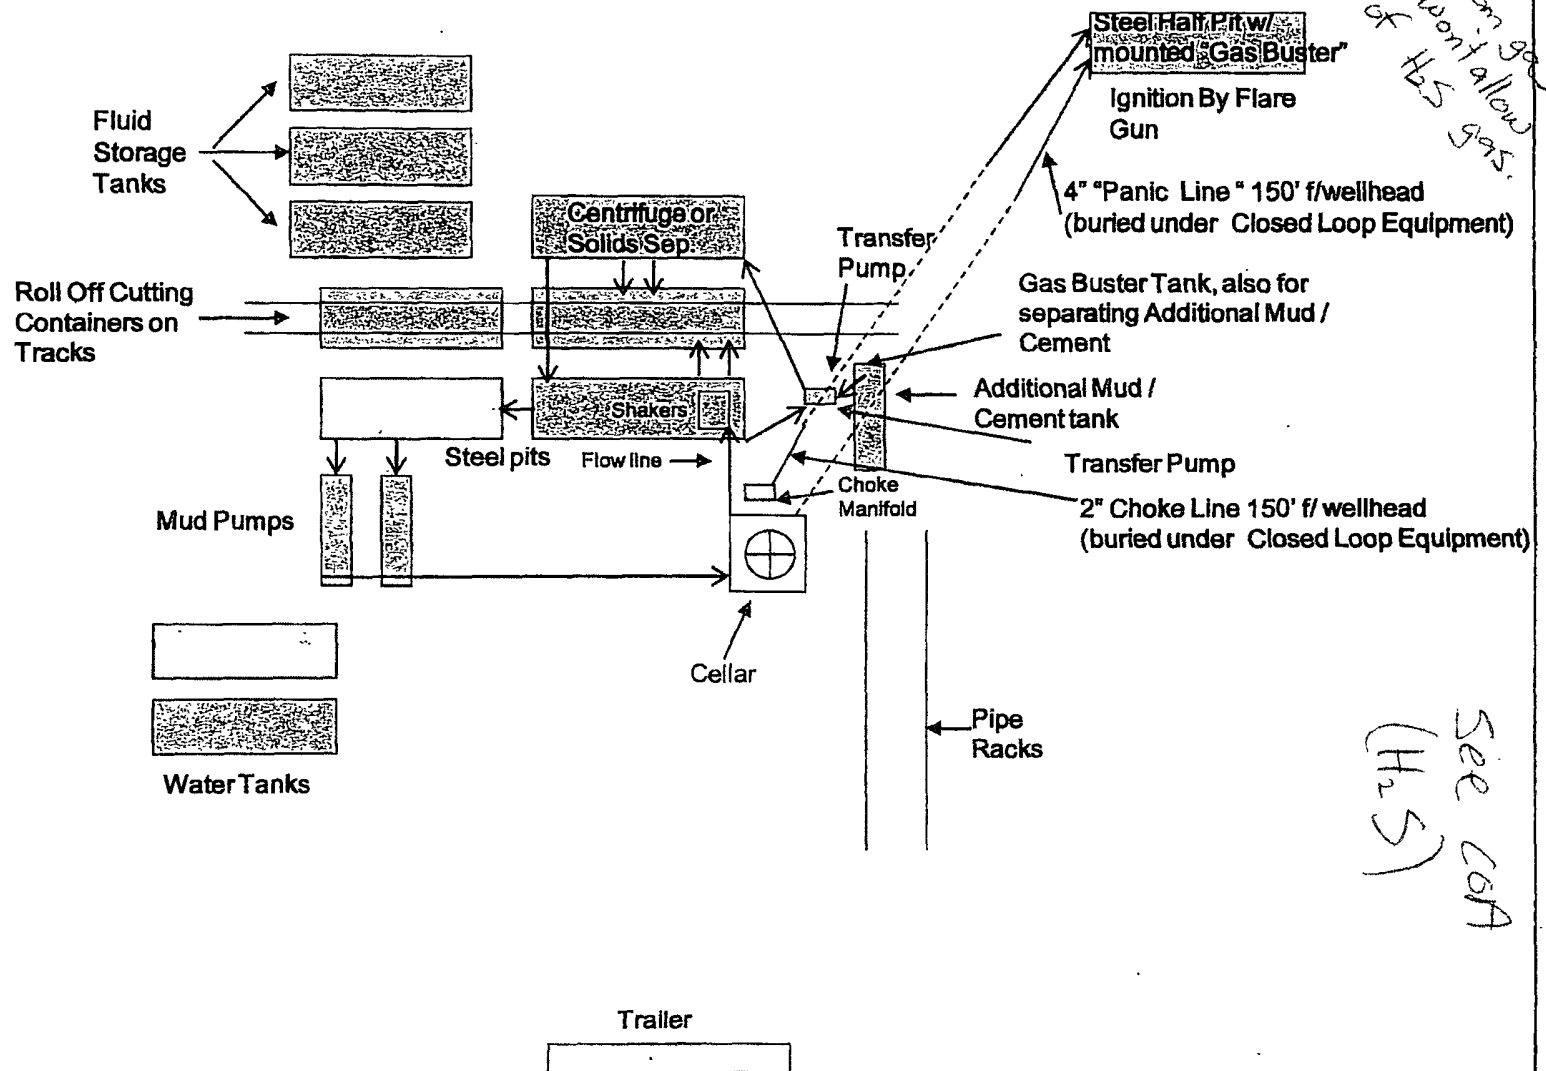 Steel Half Pit w/
mounted "Gas Buster"
Ignition By Flare
Gun
won't allow
of H2S gas.
Fluid
Storage
Tanks
4" "Panic Line " 150' f/wellhead
(buried under Closed Loop Equipment)
Centrifuge or
Solids Sep.
Transfer
Pump
Gas Buster Tank, also for
separating Additional Mud /
Cement
Roll Off Cutting
Containers on
Tracks
Additional Mud /
Cement tank
Shakers
Steel pits
Flow line
Transfer Pump
Choke
Manifold
2" Choke Line 150' f/ wellhead
(buried under Closed Loop Equipment)
Mud Pumps
Cellar
Pipe
Racks
Water Tanks
See COA
(H2S)
Trailer